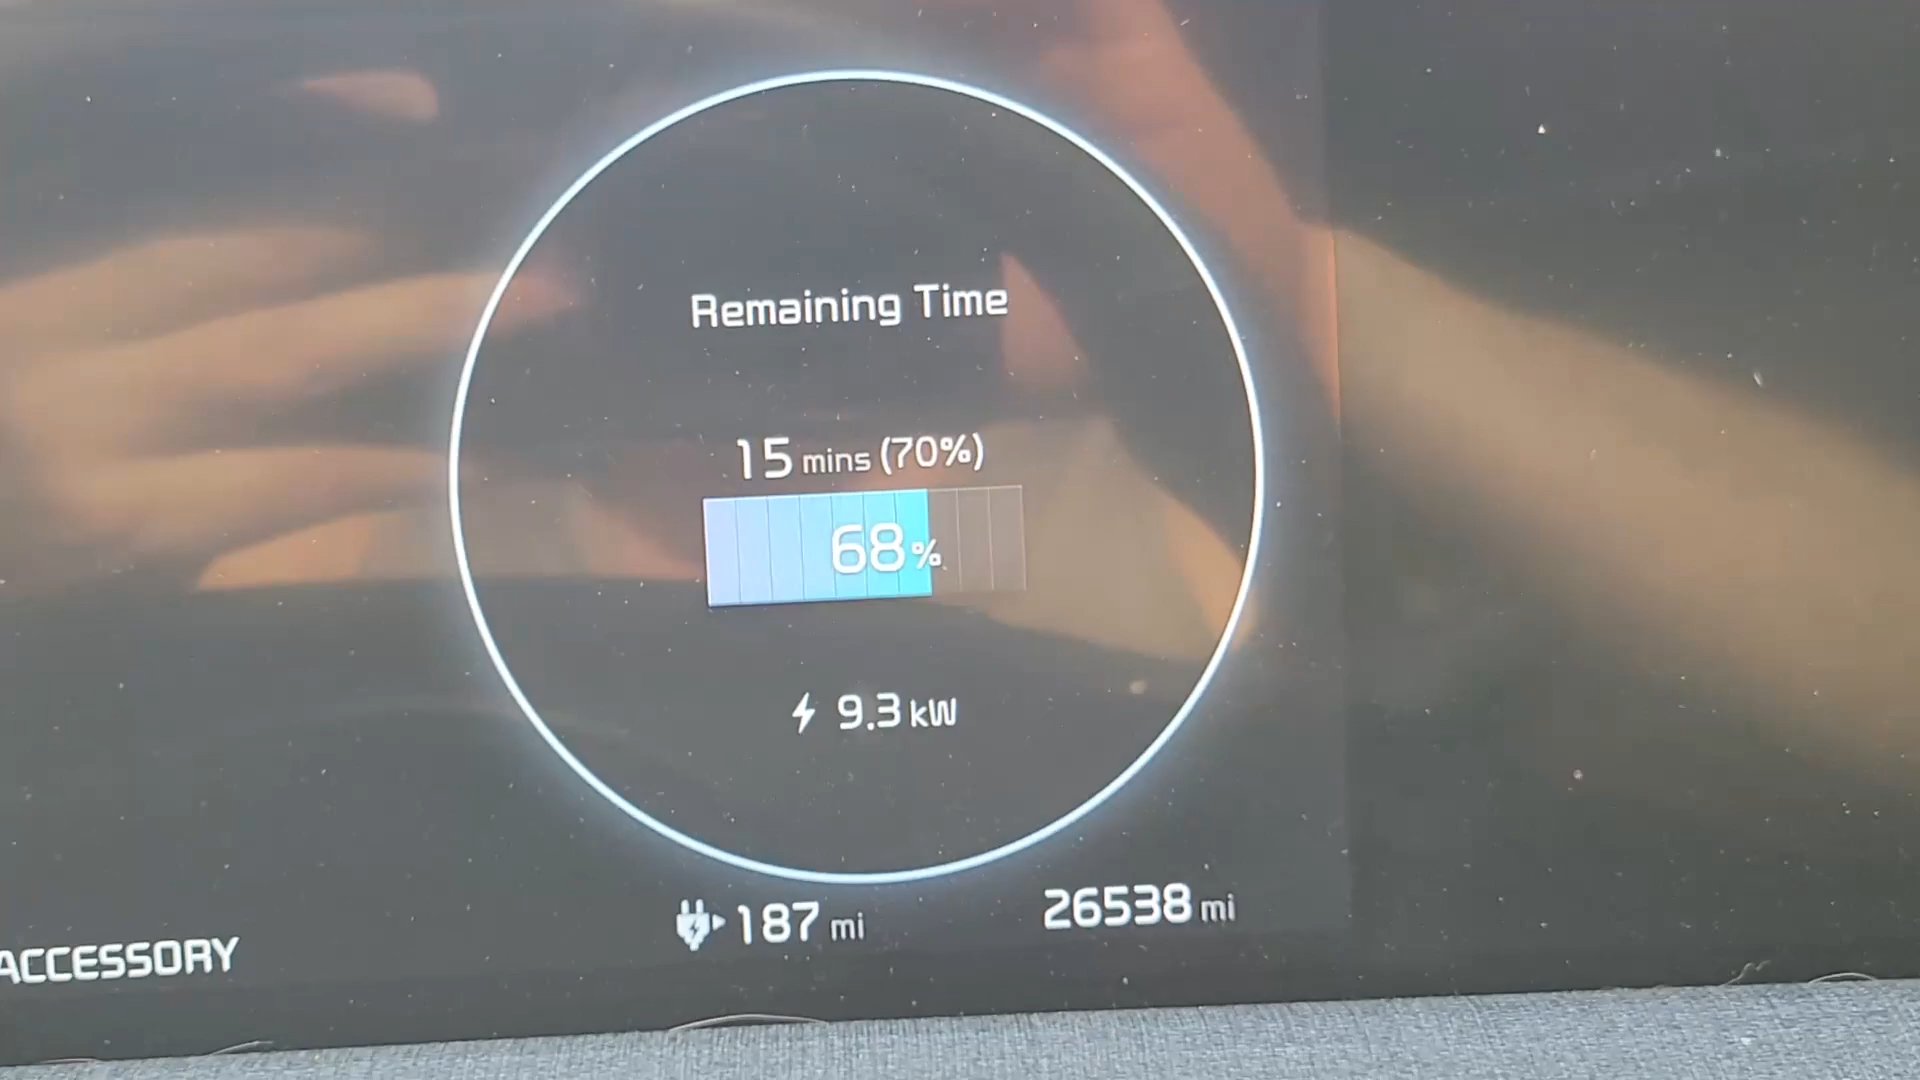 Remaining Time
15 mins (70%)
68%
9.3 kW
187 mi
26538 mi
ACCESSORY